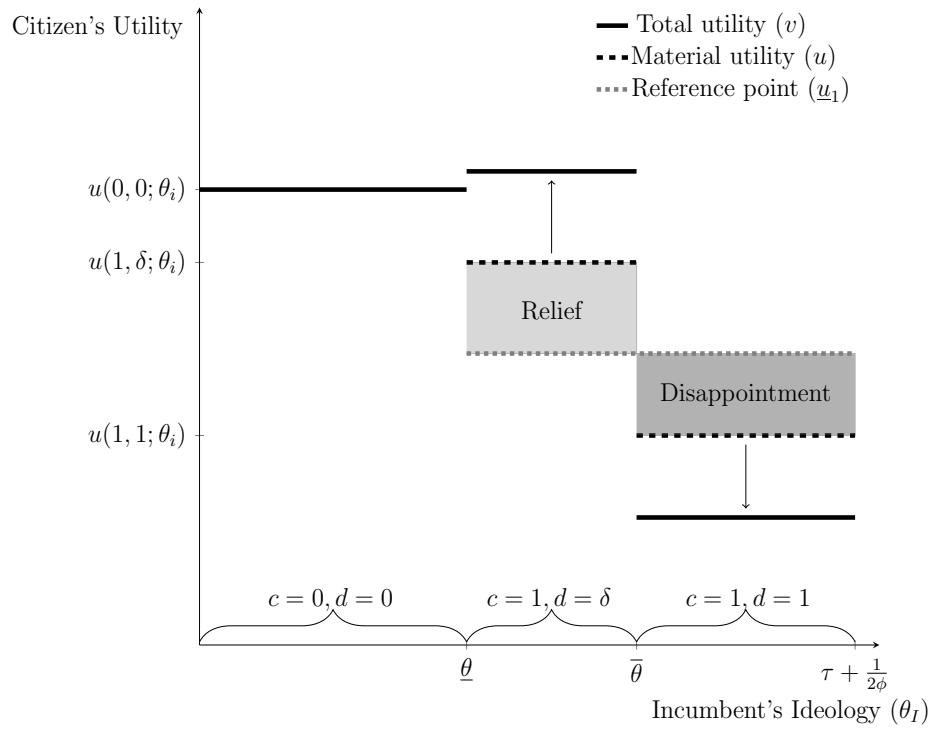 Citizen's Utility
Total utility (v)
Material utility (u)
Reference point (u̲₁)
u(0, 0; θᵢ)
u(1, δ; θᵢ)
Relief
Disappointment
u(1, 1; θᵢ)
c = 0, d = 0
c = 1, d = δ
c = 1, d = 1
θ̲
θ̅
τ + 1/2φ
Incumbent's Ideology (θ_I)